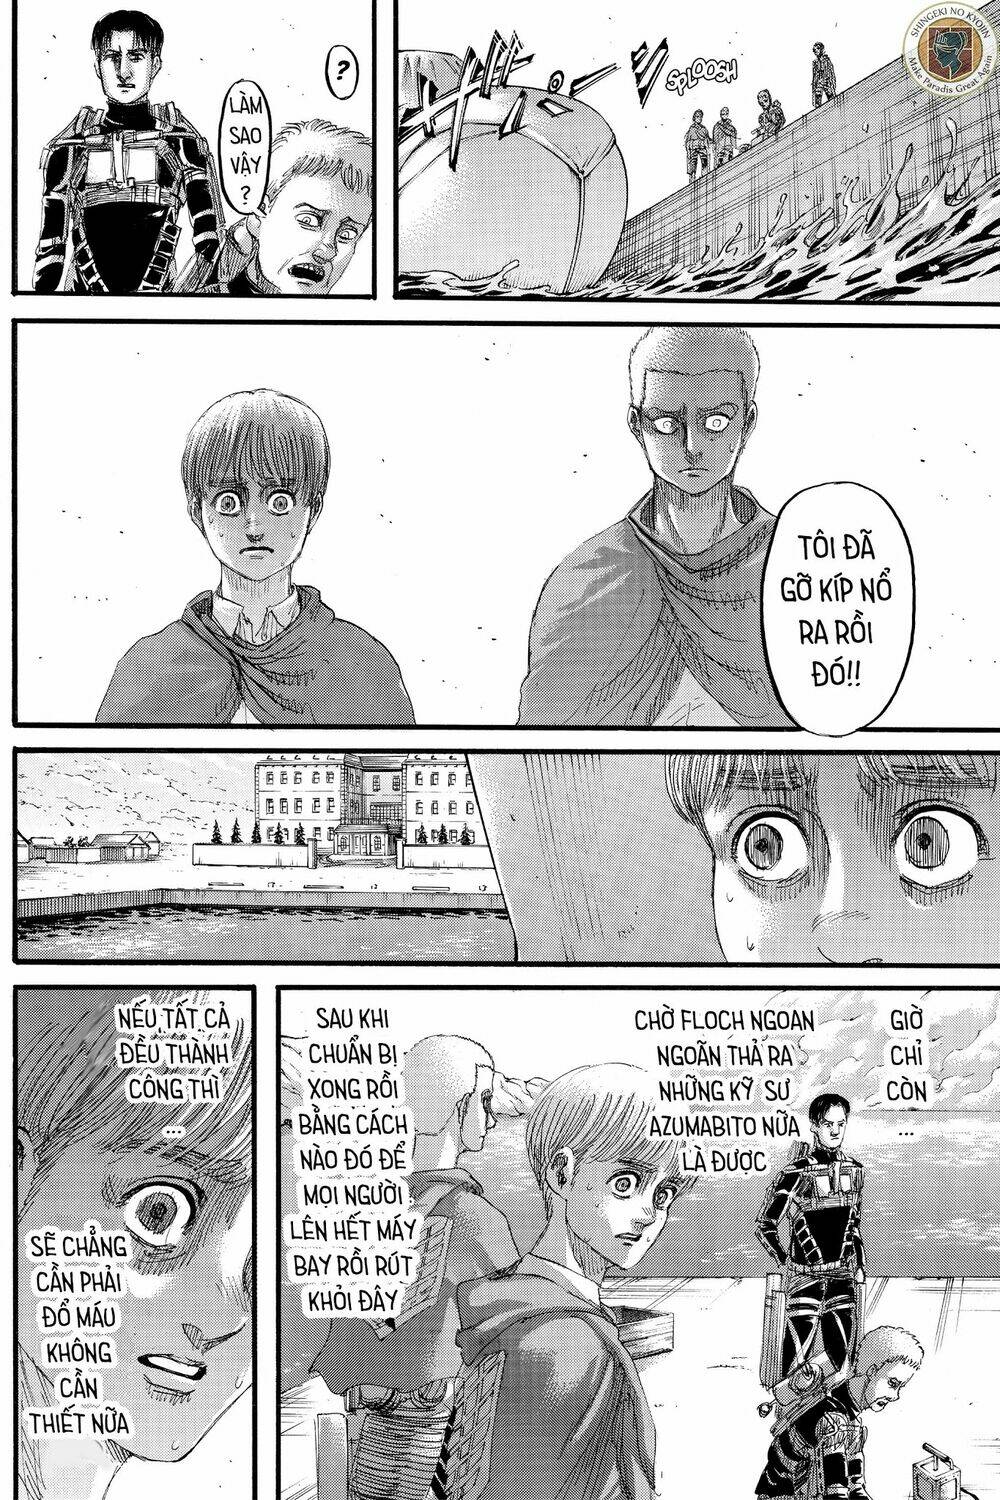 SHINGEKI NO KYOJIN
Make Paradis Great Again
SPLOOSH
?
LÀM
SAO
VẬY
?
TÔI ĐÃ
GỠ KÍP NỔ
RA RỒI
ĐÓ!!
GIỜ
CHỈ
CÒN
...
CHỜ FLOCH NGOAN
NGOÃN THẢ RA
NHỮNG KỸ SƯ
AZUMABITO NỮA
LÀ ĐƯỢC
SAU KHI
CHUẨN BỊ
XONG RỒI
BẰNG CÁCH
NÀO ĐÓ ĐỂ
MỌI NGƯỜI
LÊN HẾT MÁY
BAY RỒI RÚT
KHỎI ĐÂY
NẾU TẤT CẢ
ĐỀU THÀNH
CÔNG THÌ
...
SẼ CHẲNG
CẦN PHẢI
ĐỔ MÁU
KHÔNG
CẦN
THIẾT NỮA